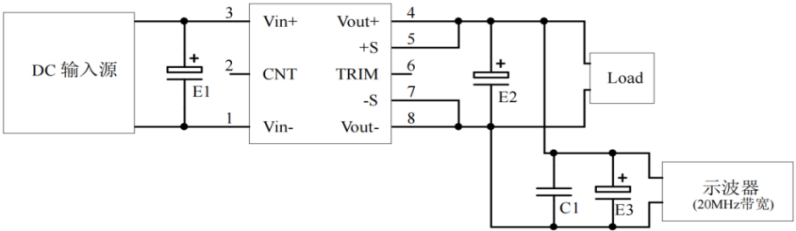 3 Vin+ Vout+ 4
+S 5
DC 输入源
+ E1
2 CNT TRIM 6
+ E2
Load
-S 7
1 Vin- Vout- 8
C1
+ E3
示波器
(20MHz带宽)